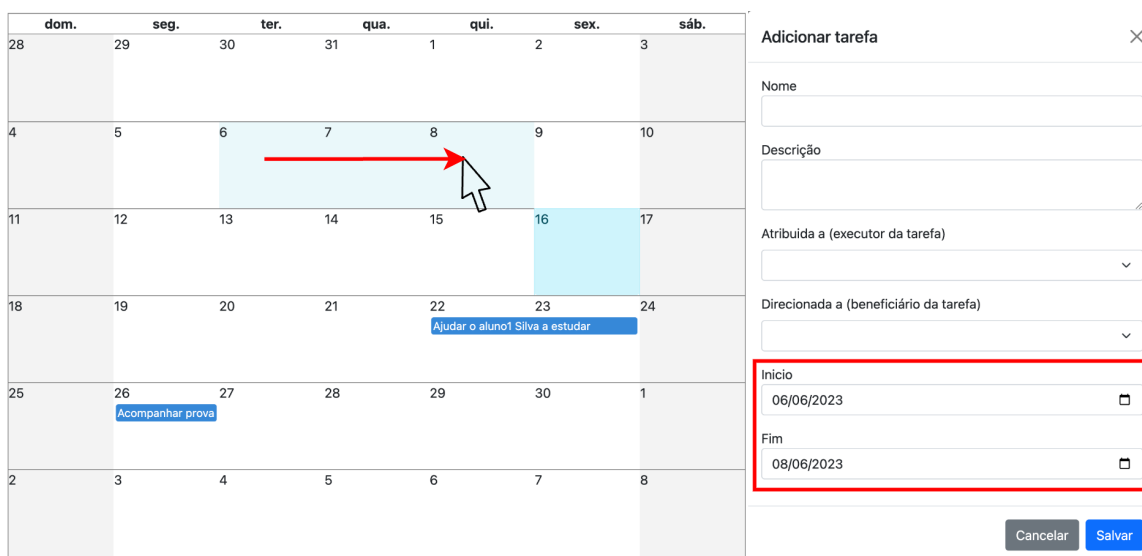 dom. seg. ter. qua. qui. sex. sáb.
28 29 30 31 1 2 3
4 5 6 7 8 9 10
11 12 13 14 15 16 17
18 19 20 21 22 23 24
Ajudar o aluno1 Silva a estudar
25 26 27 28 29 30 1
Acompanhar prova
2 3 4 5 6 7 8
Adicionar tarefa
Nome
Descrição
Atribuida a (executor da tarefa)
Direcionada a (beneficiário da tarefa)
Inicio
06/06/2023
Fim
08/06/2023
Cancelar Salvar